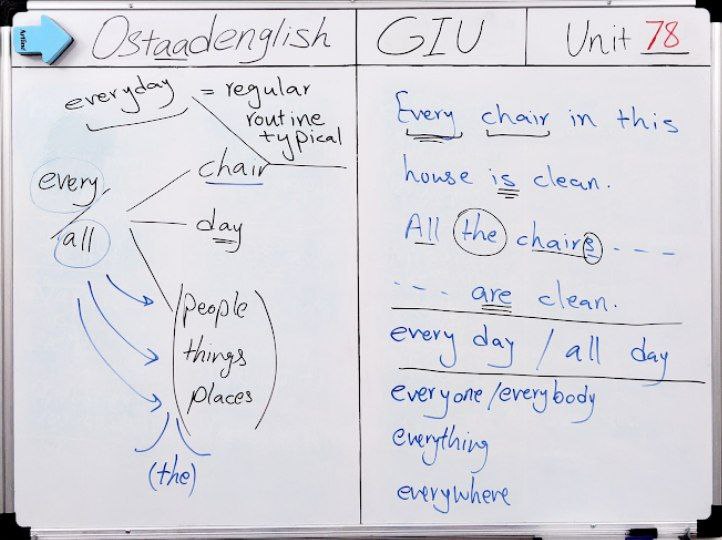 Artline
Ostaadenglish
GIU
Unit 78
everyday = regular
routine
typical
every
all
chair
day
people
things
places
(the)
Every chair in this
house is clean.
All the chairs - - -
- - - are clean.
every day / all day
everyone/everybody
everything
everywhere